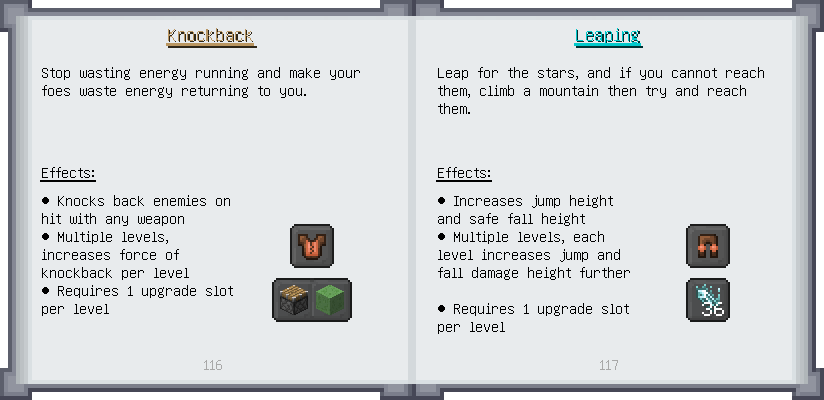 Knockback
Stop wasting energy running and make your
foes waste energy returning to you.
Effects:
• Knocks back enemies on
hit with any weapon
• Multiple levels,
increases force of
knockback per level
• Requires 1 upgrade slot
per level
116
Leaping
Leap for the stars, and if you cannot reach
them, climb a mountain then try and reach
them.
Effects:
• Increases jump height
and safe fall height
• Multiple levels, each
level increases jump and
fall damage height further
• Requires 1 upgrade slot
per level
36
117